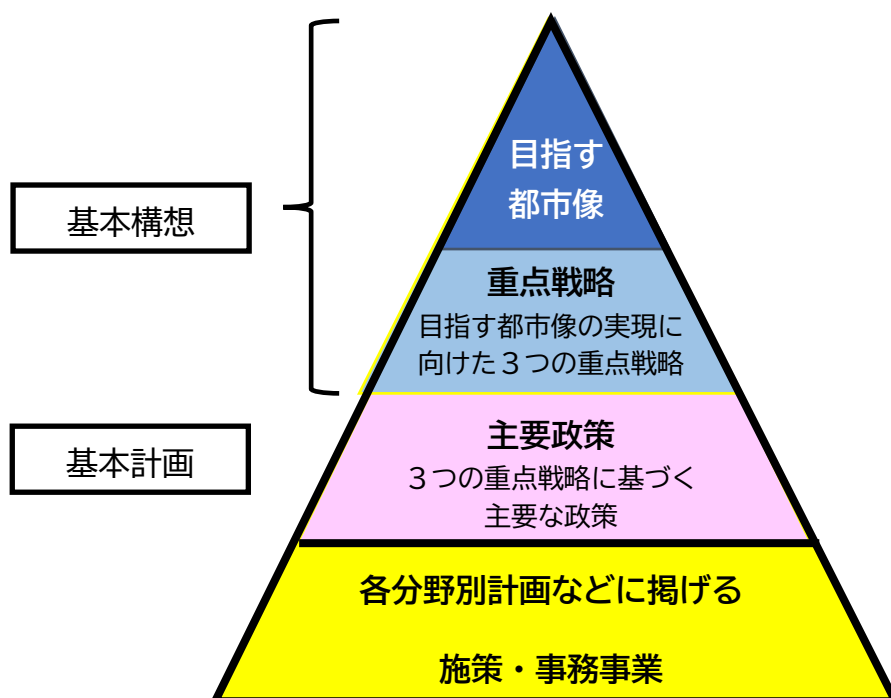 目指す
都市像
基本構想
重点戦略
目指す都市像の実現に
向けた３つの重点戦略
主要政策
基本計画
３つの重点戦略に基づく
主要な政策
各分野別計画などに掲げる
施策・事務事業